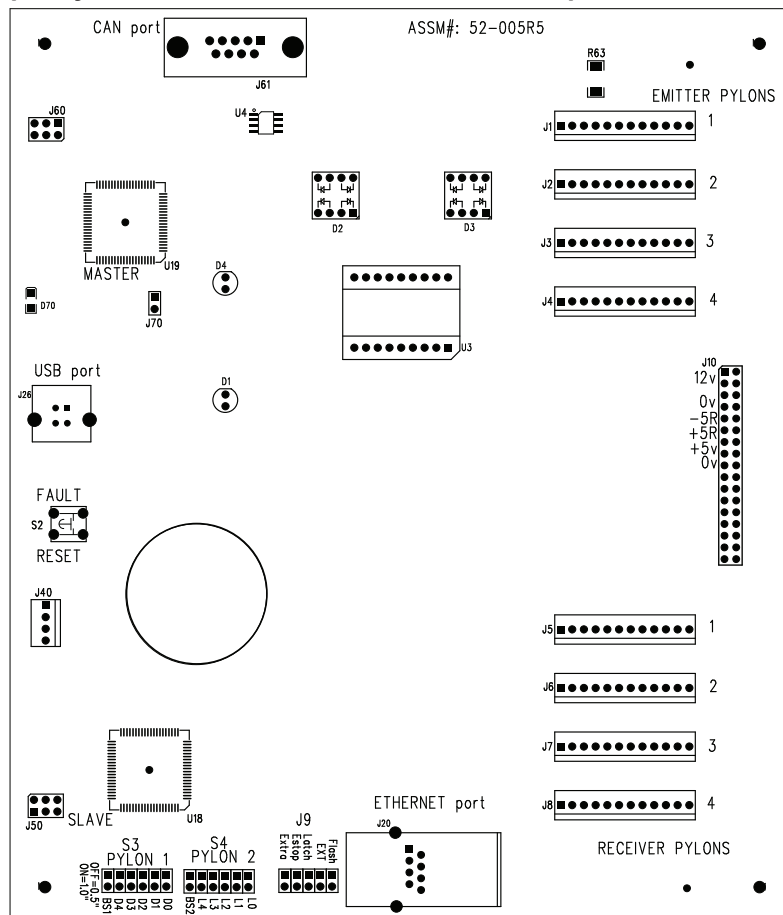 CAN port
ASSM#: 52-005R5
J61
R63
J60
U4
EMITTER PYLONS
J1
1
J2
2
D2
D3
J3
3
U19
MASTER
D4
J4
4
D70
J70
U3
USB port
J10
12v
J26
D1
0v
-5R
+5R
+5v
0v
FAULT
S2
RESET
J40
J5
1
J6
2
J7
3
J8
4
ETHERNET port
J50
SLAVE
U18
J9
J20
S3
S4
PYLON 1
PYLON 2
Extra
Estop
Latch
EXT
Flash
RECEIVER PYLONS
OFF=0.5"
ON=1.0"
BS1
D4
D3
D2
D1
D0
BS2
L4
L3
L2
L1
L0